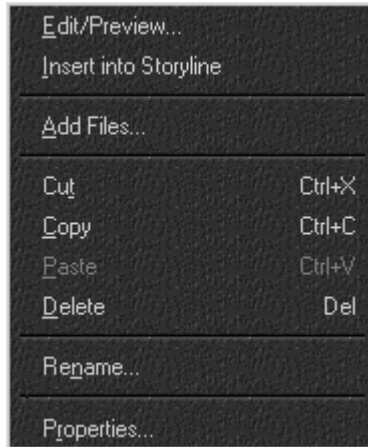 Edit/Preview...
Insert into Storyline
Add Files...
Cut Ctrl+X
Copy Ctrl+C
Paste Ctrl+V
Delete Del
Rename...
Properties...